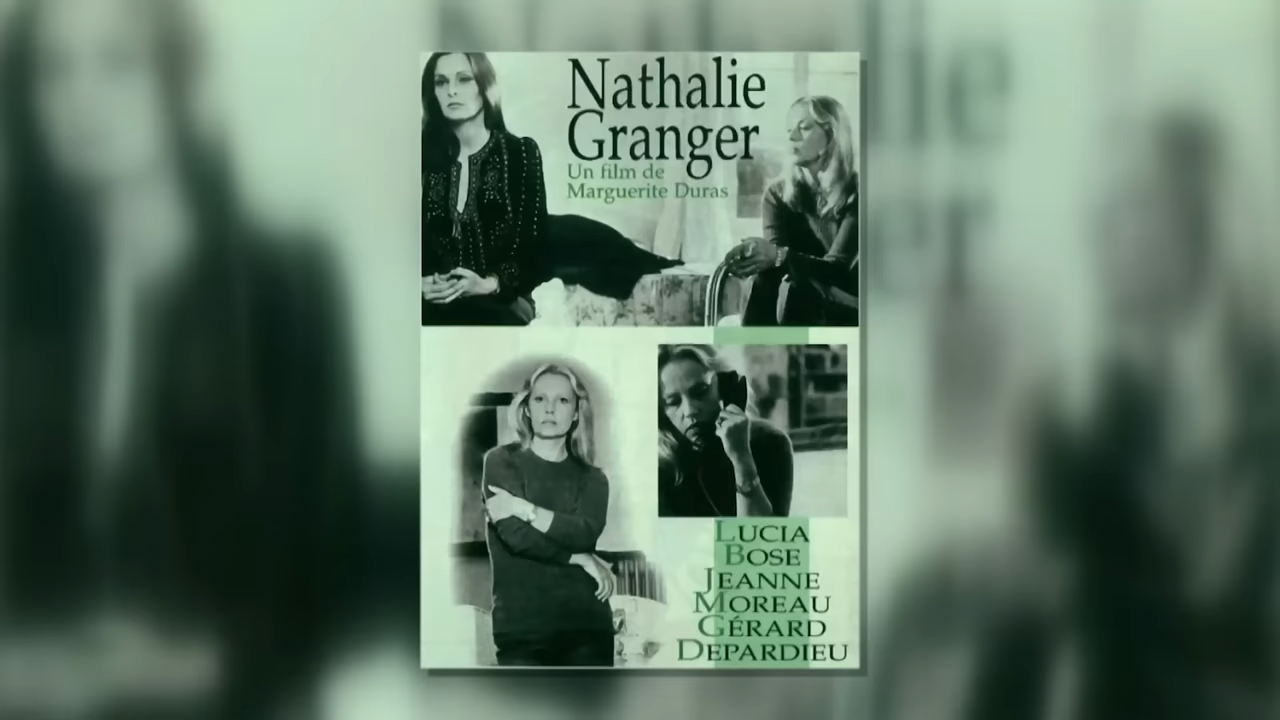 Nathalie
Granger
Un film de
Marguerite Duras
LUCIA
BOSE
JEANNE
MOREAU
GÉRARD
DEPARDIEU